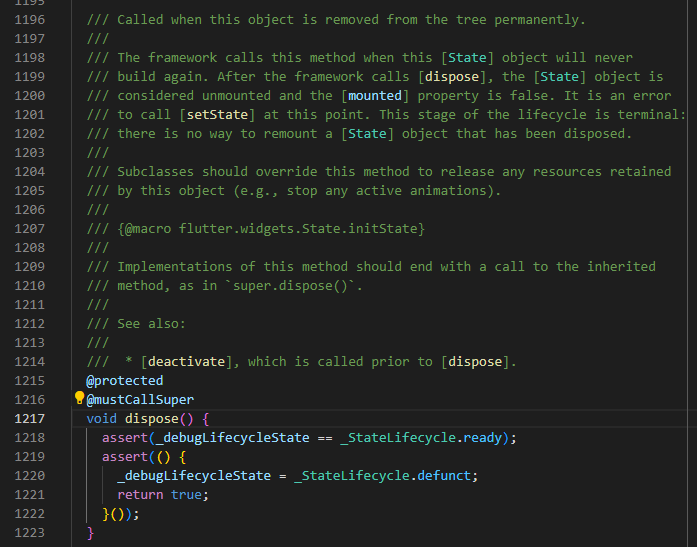 1195
1196 /// Called when this object is removed from the tree permanently.
1197 ///
1198 /// The framework calls this method when this [State] object will never
1199 /// build again. After the framework calls [dispose], the [State] object is
1200 /// considered unmounted and the [mounted] property is false. It is an error
1201 /// to call [setState] at this point. This stage of the lifecycle is terminal:
1202 /// there is no way to remount a [State] object that has been disposed.
1203 ///
1204 /// Subclasses should override this method to release any resources retained
1205 /// by this object (e.g., stop any active animations).
1206 ///
1207 /// {@macro flutter.widgets.State.initState}
1208 ///
1209 /// Implementations of this method should end with a call to the inherited
1210 /// method, as in `super.dispose()`.
1211 ///
1212 /// See also:
1213 ///
1214 ///  * [deactivate], which is called prior to [dispose].
1215 @protected
1216 @mustCallSuper
1217 void dispose() {
1218   assert(_debugLifecycleState == _StateLifecycle.ready);
1219   assert(() {
1220     _debugLifecycleState = _StateLifecycle.defunct;
1221     return true;
1222   }());
1223 }